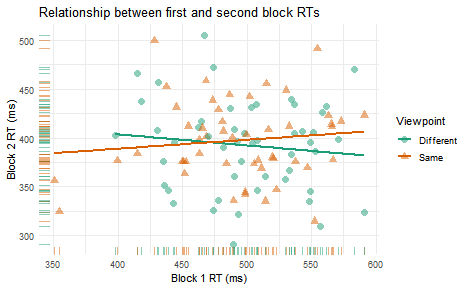 Relationship between first and second block RTs
Block 2 RT (ms)
500
450
400
350
300
350
400
450
500
550
600
Block 1 RT (ms)
Viewpoint
Different
Same